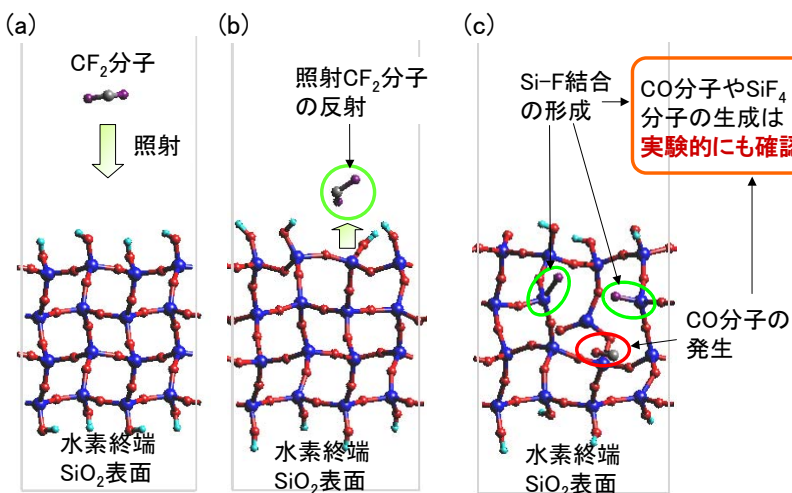 (a)
CF₂分子
照射
水素終端
SiO₂表面
(b)
照射CF₂分子
の反射
水素終端
SiO₂表面
(c)
Si-F結合
の形成
CO分子やSiF₄
分子の生成は
実験的にも確認
CO分子の
発生
水素終端
SiO₂表面